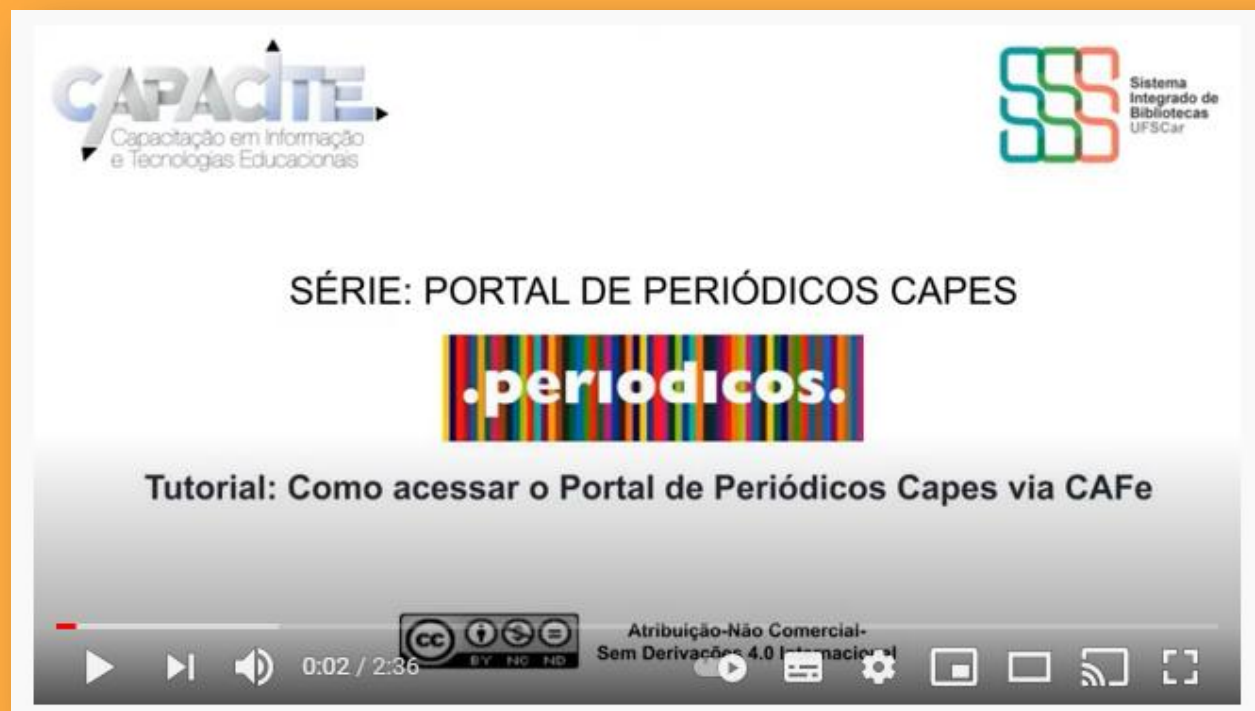 CAPACITE
Capacitação em Informação
e Tecnologias Educacionais
Sistema
Integrado de
Bibliotecas
UFSCar
SÉRIE: PORTAL DE PERIÓDICOS CAPES
.periodicos.
Tutorial: Como acessar o Portal de Periódicos Capes via CAFe
cc
BY NC ND
Atribuição-Não Comercial-
Sem Derivações 4.0 Internacional
0:02 / 2:36